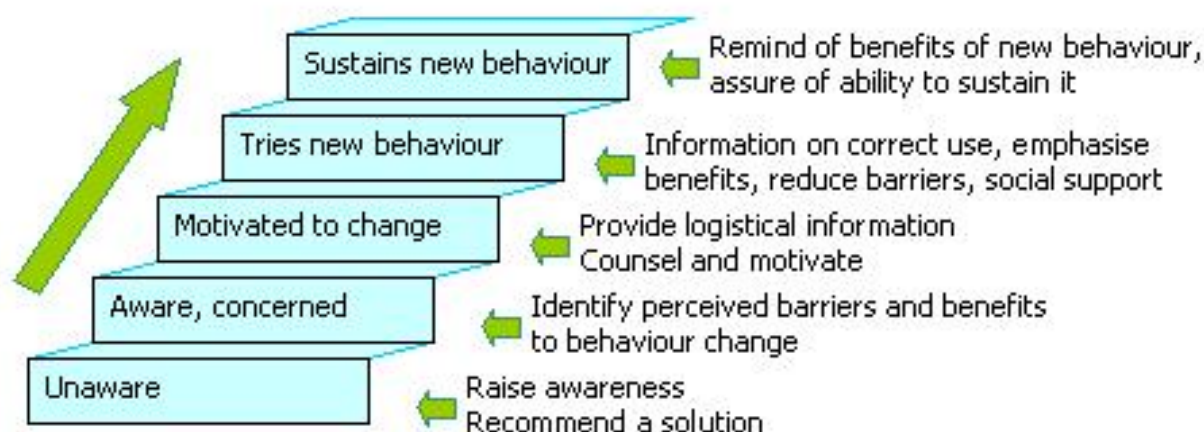 Sustains new behaviour
Remind of benefits of new behaviour,
assure of ability to sustain it
Tries new behaviour
Information on correct use, emphasise
benefits, reduce barriers, social support
Motivated to change
Provide logistical information
Counsel and motivate
Aware, concerned
Identify perceived barriers and benefits
to behaviour change
Unaware
Raise awareness
Recommend a solution